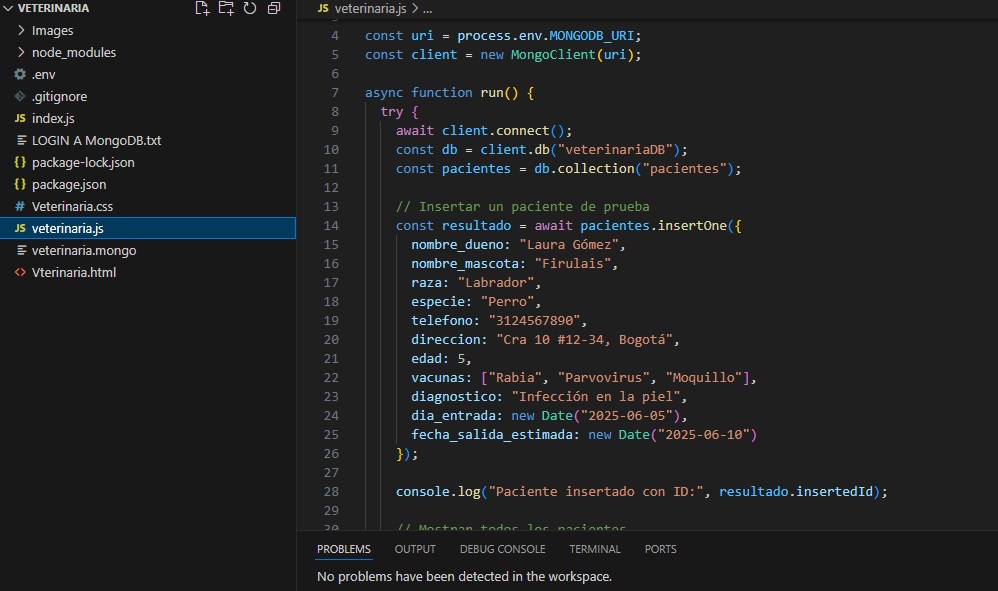 VETERINARIA
Images
node_modules
.env
.gitignore
JS index.js
LOGIN A MongoDB.txt
{} package-lock.json
{} package.json
# Veterinaria.css
JS veterinaria.js
veterinaria.mongo
<> Vterinaria.html
JS veterinaria.js > ...
4 const uri = process.env.MONGODB_URI;
5 const client = new MongoClient(uri);
6
7 async function run() {
8 try {
9 await client.connect();
10 const db = client.db("veterinariaDB");
11 const pacientes = db.collection("pacientes");
12
13 // Insertar un paciente de prueba
14 const resultado = await pacientes.insertOne({
15 nombre_dueno: "Laura Gómez",
16 nombre_mascota: "Firulais",
17 raza: "Labrador",
18 especie: "Perro",
19 telefono: "3124567890",
20 direccion: "Cra 10 #12-34, Bogotá",
21 edad: 5,
22 vacunas: ["Rabia", "Parvovirus", "Moquillo"],
23 diagnostico: "Infección en la piel",
24 dia_entrada: new Date("2025-06-05"),
25 fecha_salida_estimada: new Date("2025-06-10")
26 });
27
28 console.log("Paciente insertado con ID:", resultado.insertedId);
29
30 // Mostrar todos los pacientes
PROBLEMS OUTPUT DEBUG CONSOLE TERMINAL PORTS
No problems have been detected in the workspace.